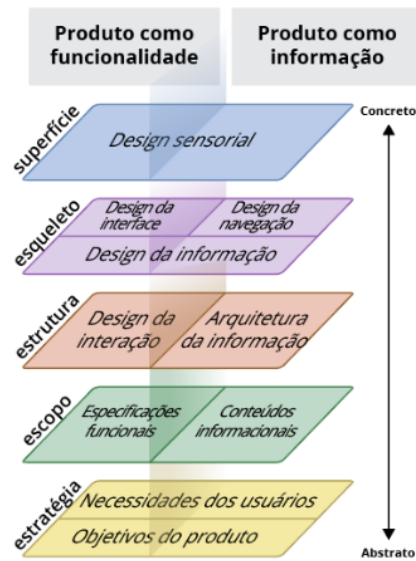 Produto como
funcionalidade
Produto como
informação
Concreto
superfície
Design sensorial
esqueleto
Design da
interface
Design da
navegação
Design da informação
estrutura
Design da
interação
Arquitetura
da informação
escopo
Especificações
funcionais
Conteúdos
informacionais
estratégia
Necessidades dos usuários
Objetivos do produto
Abstrato